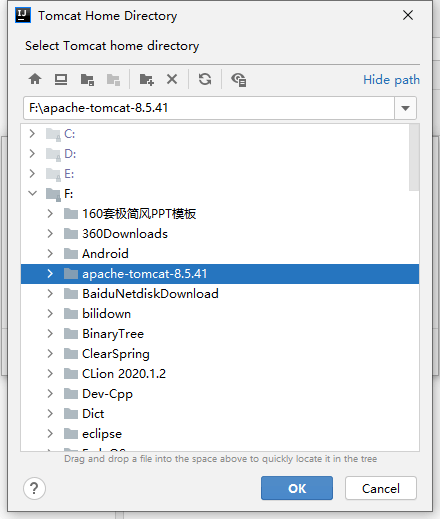 Tomcat Home Directory
Select Tomcat home directory
Hide path
F:\apache-tomcat-8.5.41
C:
D:
E:
F:
160套极简风PPT模板
360Downloads
Android
apache-tomcat-8.5.41
BaiduNetdiskDownload
bilidown
BinaryTree
ClearSpring
CLion 2020.1.2
Dev-Cpp
Dict
eclipse
Drag and drop a file into the space above to quickly locate it in the tree
?
OK
Cancel